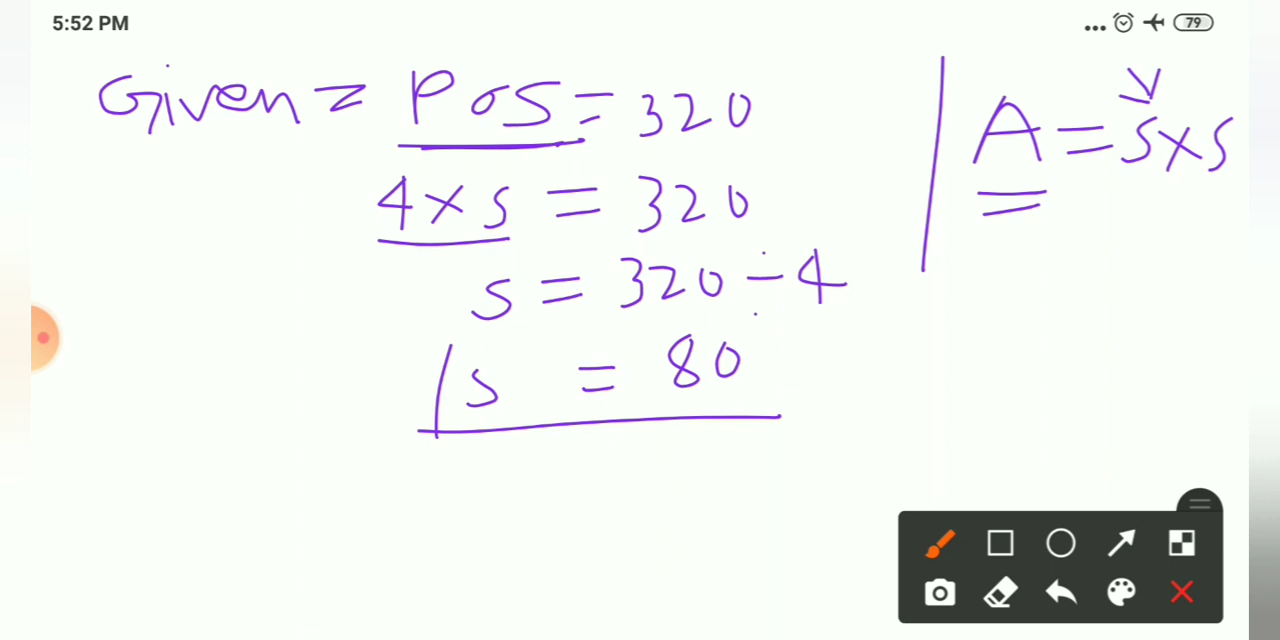 5:52 PM
79
Given = POS = 320
4 × s = 320
s = 320 ÷ 4
s = 80
A = s × s